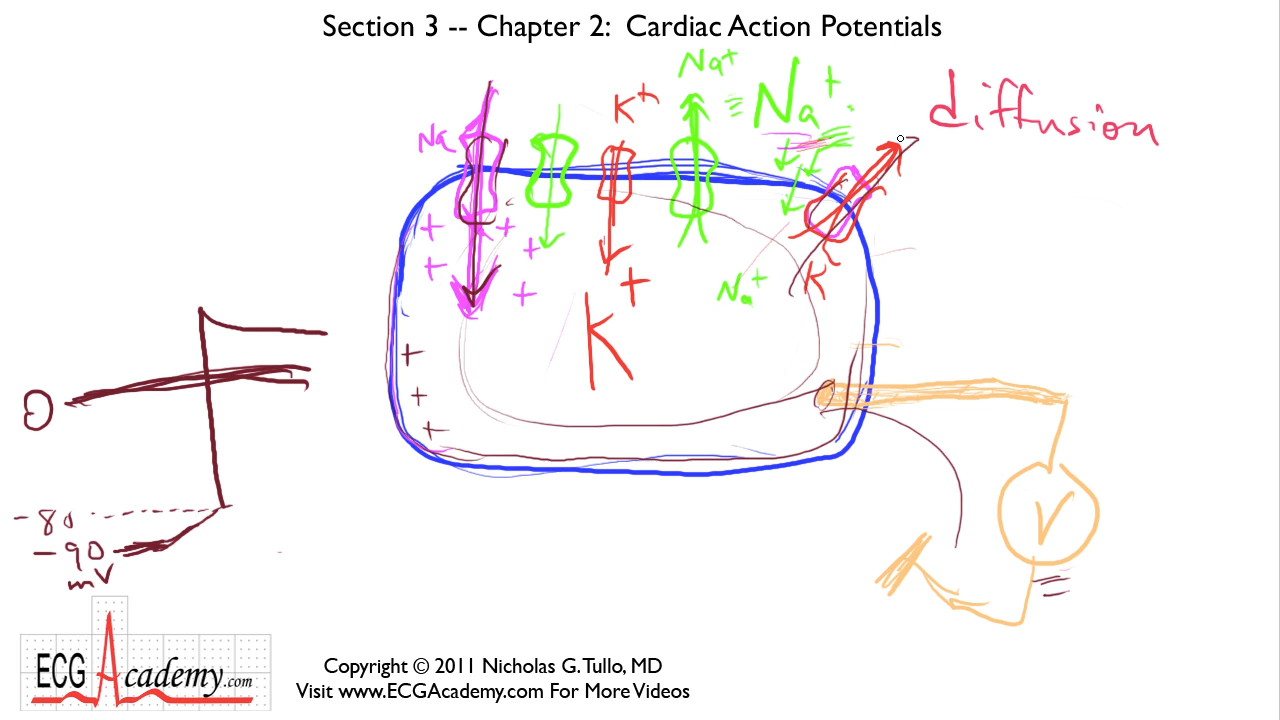 Section 3 -- Chapter 2: Cardiac Action Potentials
Na+
K+
Na+
diffusion
Na
+
+
+
+
+
+
K
Na+
K
+
+
+
0
-80
-90
mV
V
ECG Academy.com
Copyright © 2011 Nicholas G. Tullo, MD
Visit www.ECGAcademy.com For More Videos